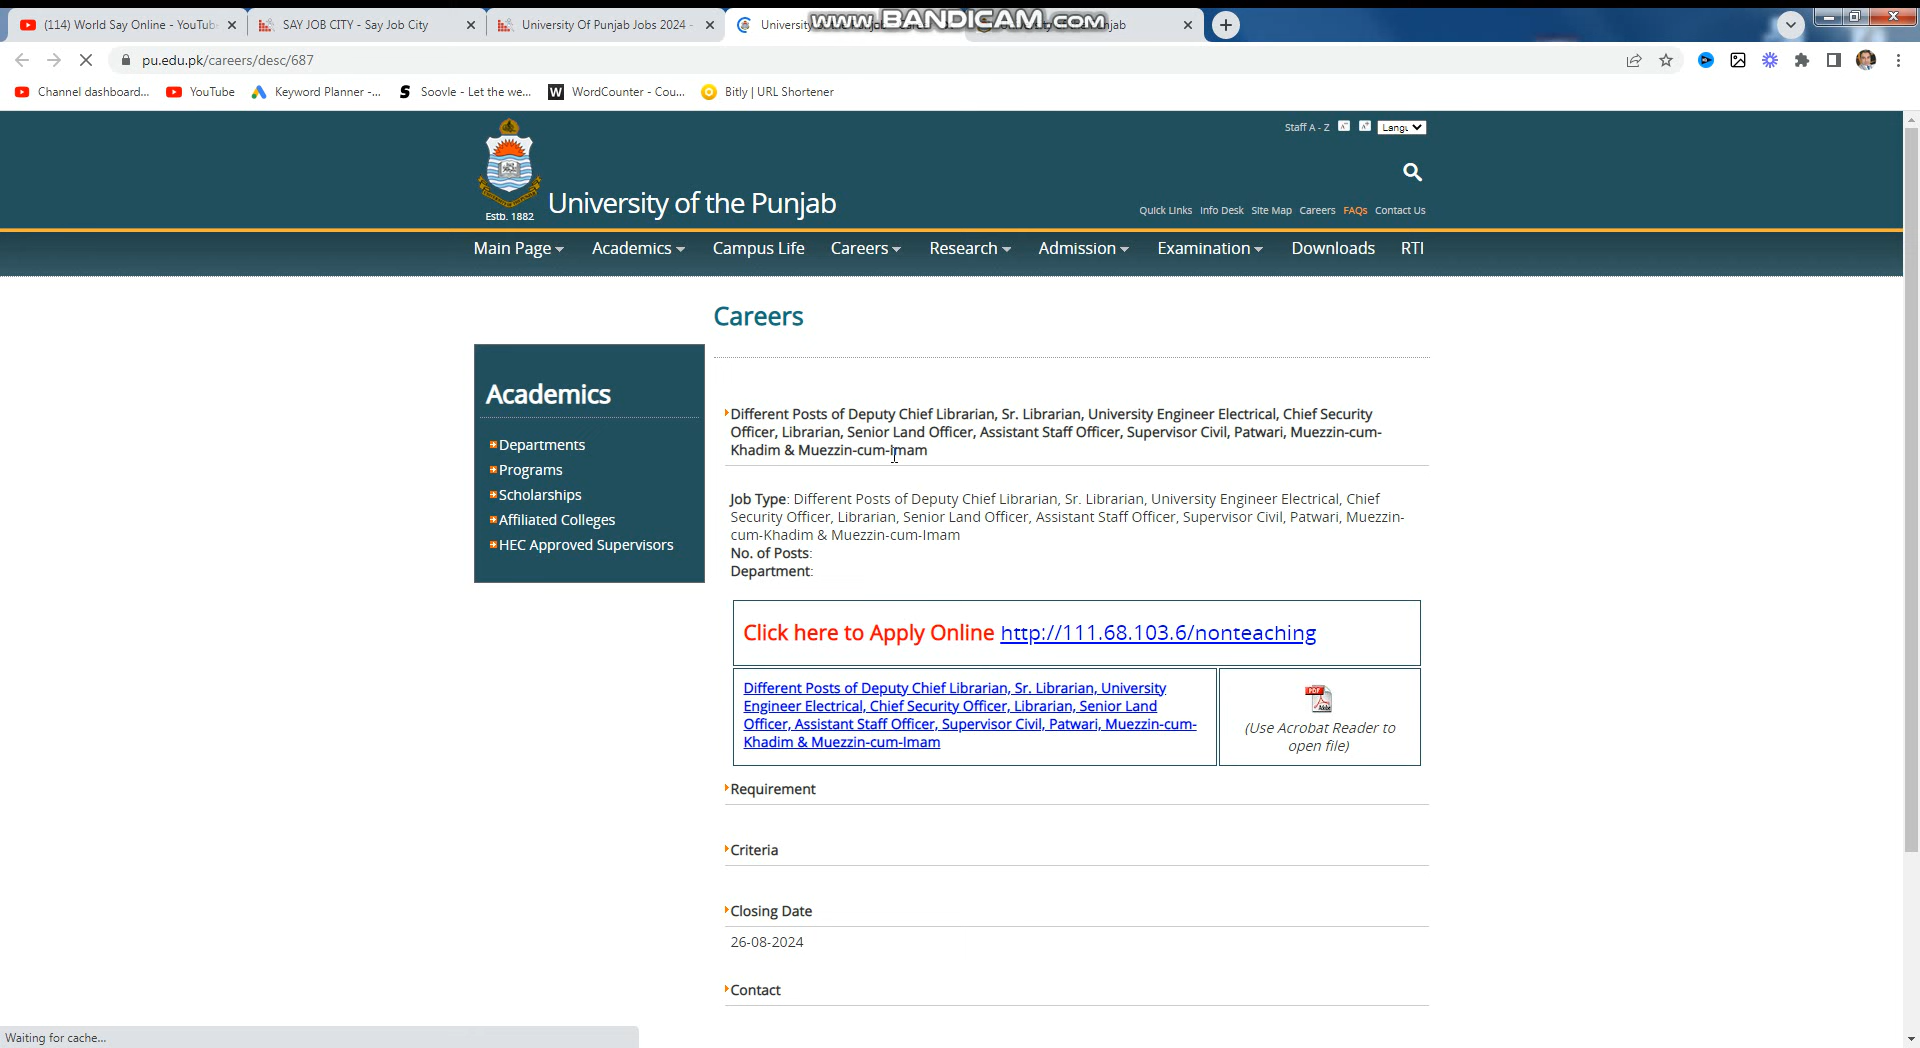 (114) World Say Online - YouTub
SAY JOB CITY - Say Job City
University Of Punjab Jobs 2024 -
www.BANDICAM.com
pu.edu.pk/careers/desc/687
Channel dashboard...
YouTube
Keyword Planner -...
Soovle - Let the we...
WordCounter - Cou...
Bitly | URL Shortener
Staff A - Z
A-
A+
Langu
Estb. 1882
University of the Punjab
Quick Links Info Desk Site Map Careers FAQs Contact Us
Main Page Academics Campus Life Careers Research Admission Examination Downloads RTI
Careers
Academics
Departments
Programs
Scholarships
Affiliated Colleges
HEC Approved Supervisors
Different Posts of Deputy Chief Librarian, Sr. Librarian, University Engineer Electrical, Chief Security
Officer, Librarian, Senior Land Officer, Assistant Staff Officer, Supervisor Civil, Patwari, Muezzin-cum-
Khadim & Muezzin-cum-Imam
Job Type: Different Posts of Deputy Chief Librarian, Sr. Librarian, University Engineer Electrical, Chief
Security Officer, Librarian, Senior Land Officer, Assistant Staff Officer, Supervisor Civil, Patwari, Muezzin-
cum-Khadim & Muezzin-cum-Imam
No. of Posts:
Department:
Click here to Apply Online http://111.68.103.6/nonteaching
Different Posts of Deputy Chief Librarian, Sr. Librarian, University
Engineer Electrical, Chief Security Officer, Librarian, Senior Land
Officer, Assistant Staff Officer, Supervisor Civil, Patwari, Muezzin-cum-
Khadim & Muezzin-cum-Imam
PDF
Adobe
(Use Acrobat Reader to
open file)
Requirement
Criteria
Closing Date
26-08-2024
Contact
Waiting for cache...